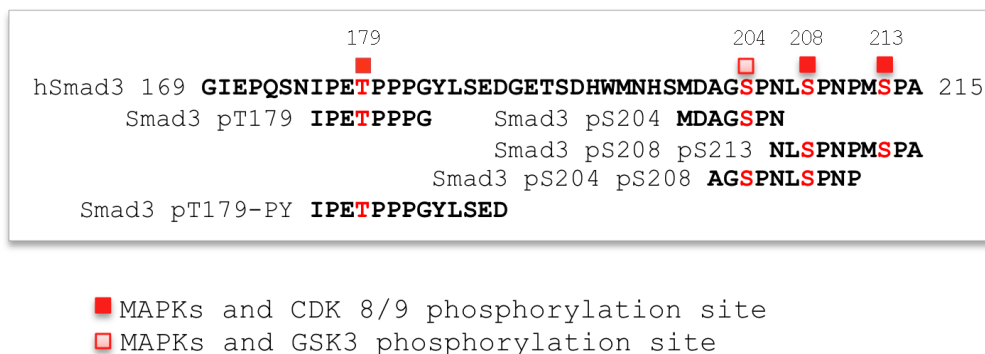 179 204 208 213
hSmad3 169 GIEPQSNIPETPPPGYLSEDGETSDHWMNHSMDAGSPNLSPNPMSPA 215
Smad3 pT179 IPETPPPG Smad3 pS204 MDAGSPN
Smad3 pS208 pS213 NLSPNPMSPA
Smad3 pS204 pS208 AGSPNLSPNP
Smad3 pT179-PY IPETPPPGYLSED
MAPKs and CDK 8/9 phosphorylation site
MAPKs and GSK3 phosphorylation site